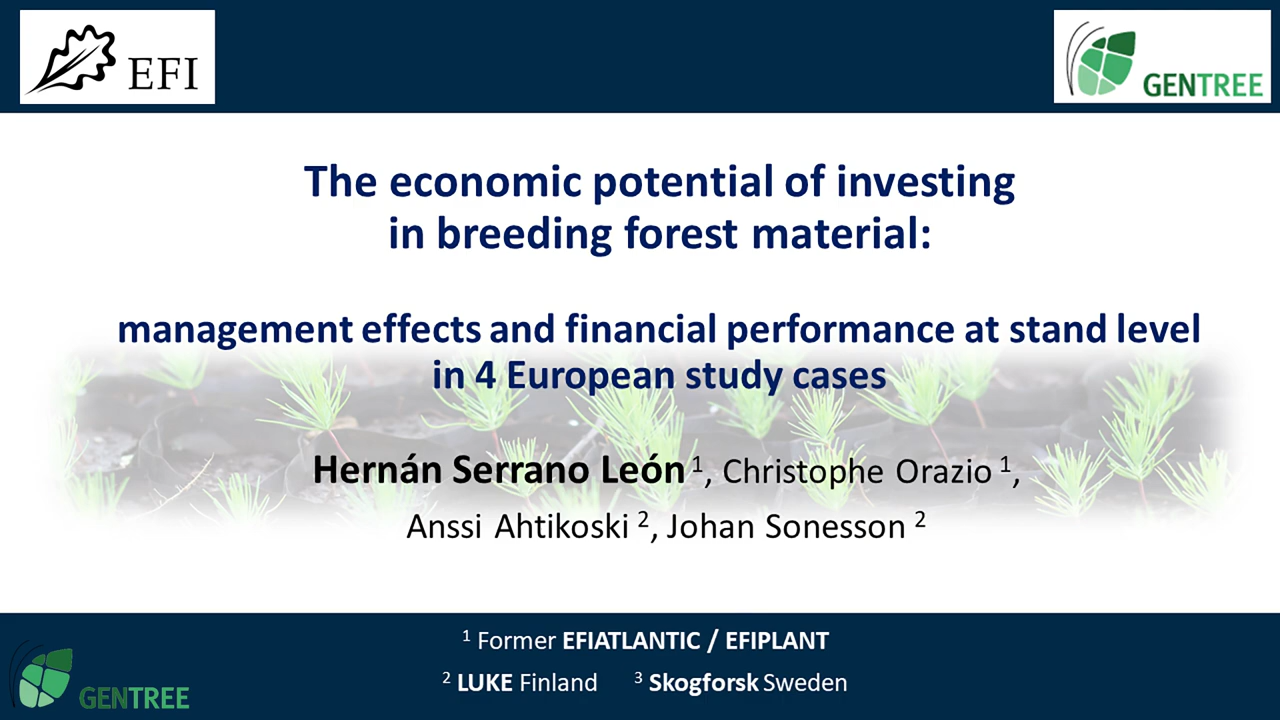 EFI
GENTREE
The economic potential of investing
in breeding forest material:
management effects and financial performance at stand level
in 4 European study cases
Hernán Serrano León ¹, Christophe Orazio ¹,
Anssi Ahtikoski ², Johan Sonesson ²
¹ Former EFIATLANTIC / EFIPLANT
² LUKE Finland ³ Skogforsk Sweden
GENTREE